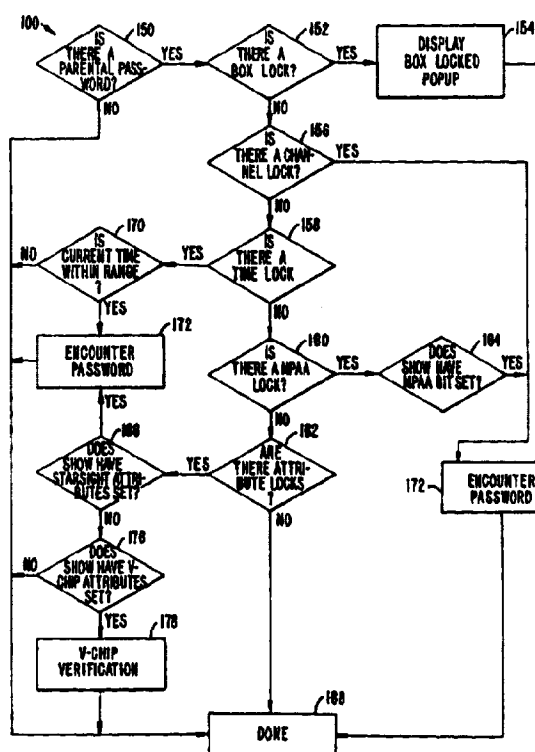 100
150
IS
THERE A
PARENTAL PASS-
WORD?
YES
NO
152
IS
THERE A
BOX LOCK?
YES
NO
154
DISPLAY
BOX LOCKED
POPUP
156
IS
THERE A CHAN-
NEL LOCK?
YES
NO
158
IS
THERE A
TIME LOCK
YES
NO
170
IS
CURRENT TIME
WITHIN RANGE
?
NO
YES
172
ENCOUNTER
PASSWORD
160
IS
THERE A MPAA
LOCK?
YES
NO
164
DOES
SHOW HAVE
MPAA BIT SET?
YES
162
ARE
THERE ATTRI-
BUTE LOCKS
?
YES
NO
166
DOES
SHOW HAVE
STARSIGHT ATTRI-
BUTES SET?
YES
NO
172
ENCOUNTER
PASSWORD
176
DOES
SHOW HAVE V-
CHIP ATTRIBUTES
SET?
NO
YES
178
V-CHIP
VERIFICATION
168
DONE